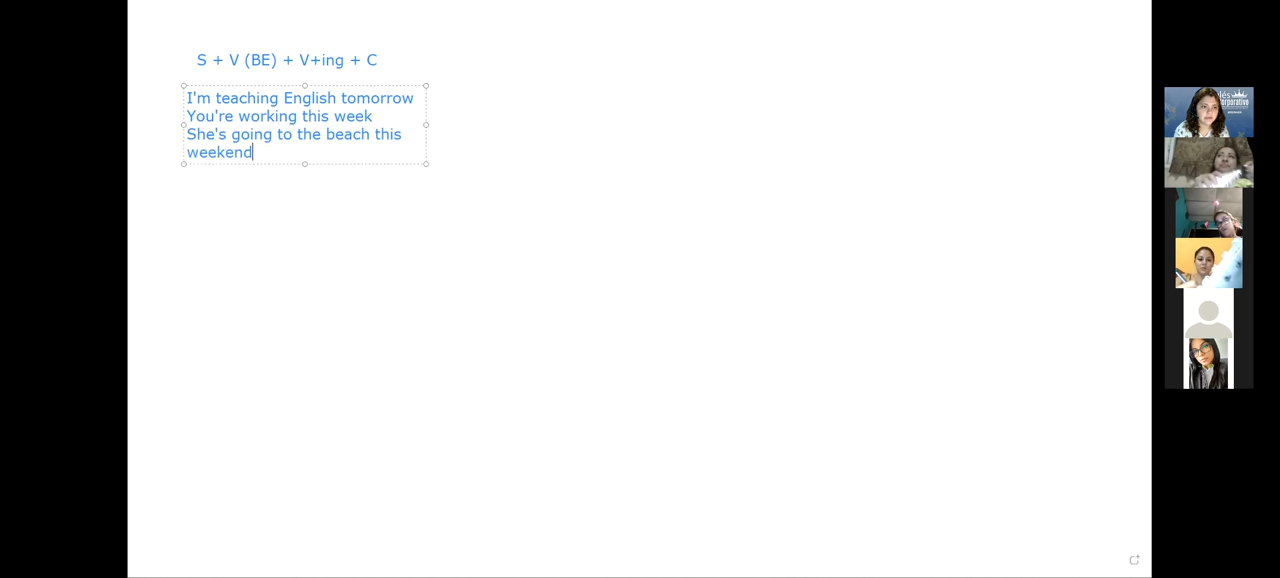 S + V (BE) + V+ing + C
I'm teaching English tomorrow
You're working this week
She's going to the beach this
weekend